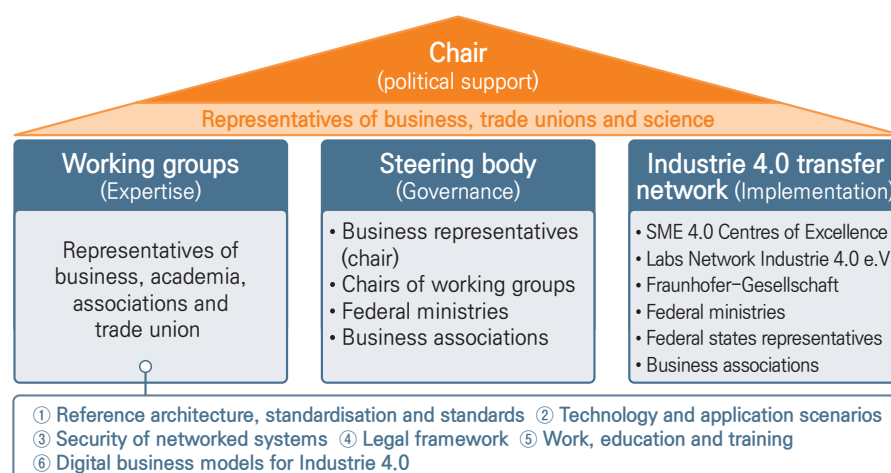 Chair
(political support)
Representatives of business, trade unions and science
Working groups
(Expertise)
Representatives of
business, academia,
associations and
trade union
Steering body
(Governance)
• Business representatives
(chair)
• Chairs of working groups
• Federal ministries
• Business associations
Industrie 4.0 transfer
network (Implementation)
• SME 4.0 Centres of Excellence
• Labs Network Industrie 4.0 e.V
• Fraunhofer-Gesellschaft
• Federal ministries
• Federal states representatives
• Business associations
① Reference architecture, standardisation and standards ② Technology and application scenarios
③ Security of networked systems ④ Legal framework ⑤ Work, education and training
⑥ Digital business models for Industrie 4.0